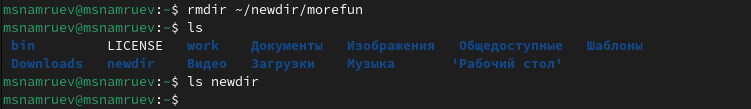 msnamruev@msnamruev:~$ rmdir ~/newdir/morefun
msnamruev@msnamruev:~$ ls
bin LICENSE work Документы Изображения Общедоступные Шаблоны
Downloads newdir Видео Загрузки Музыка 'Рабочий стол'
msnamruev@msnamruev:~$ ls newdir
msnamruev@msnamruev:~$